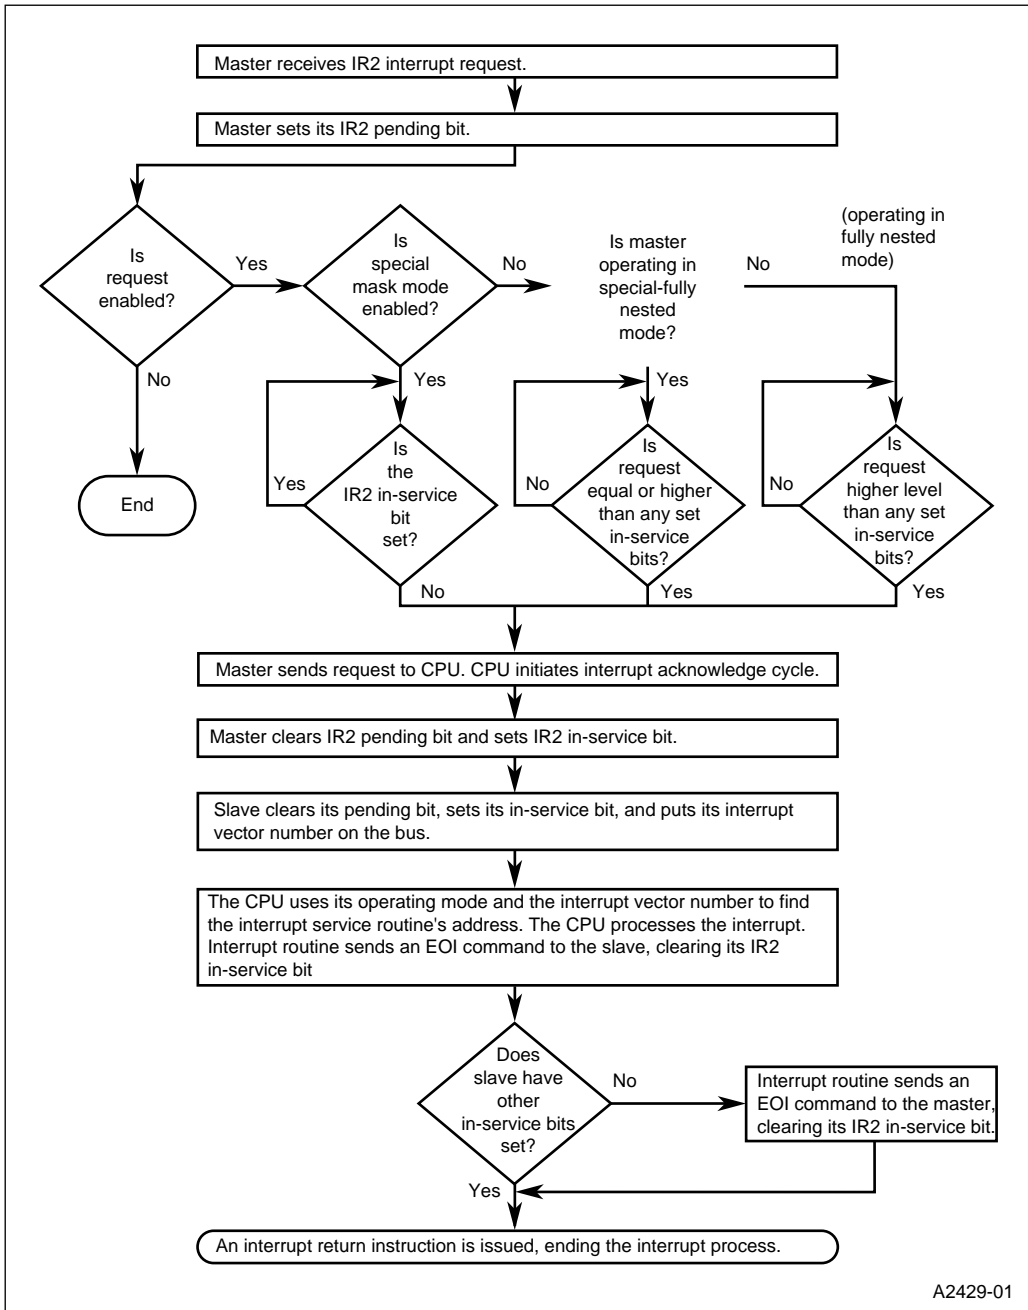 Master receives IR2 interrupt request.
Master sets its IR2 pending bit.
Is
request
enabled?
Yes
No
End
Is
special
mask mode
enabled?
No
Yes
Is master
operating in
special-fully
nested
mode?
No
Yes
(operating in
fully nested
mode)
Is
the
IR2 in-service
bit
set?
Yes
No
Is
request
equal or higher
than any set
in-service
bits?
No
Yes
Is
request
higher level
than any set
in-service
bits?
No
Yes
Master sends request to CPU. CPU initiates interrupt acknowledge cycle.
Master clears IR2 pending bit and sets IR2 in-service bit.
Slave clears its pending bit, sets its in-service bit, and puts its interrupt
vector number on the bus.
The CPU uses its operating mode and the interrupt vector number to find
the interrupt service routine's address. The CPU processes the interrupt.
Interrupt routine sends an EOI command to the slave, clearing its IR2
in-service bit
Does
slave have
other
in-service bits
set?
No
Interrupt routine sends an
EOI command to the master,
clearing its IR2 in-service bit.
Yes
An interrupt return instruction is issued, ending the interrupt process.
A2429-01